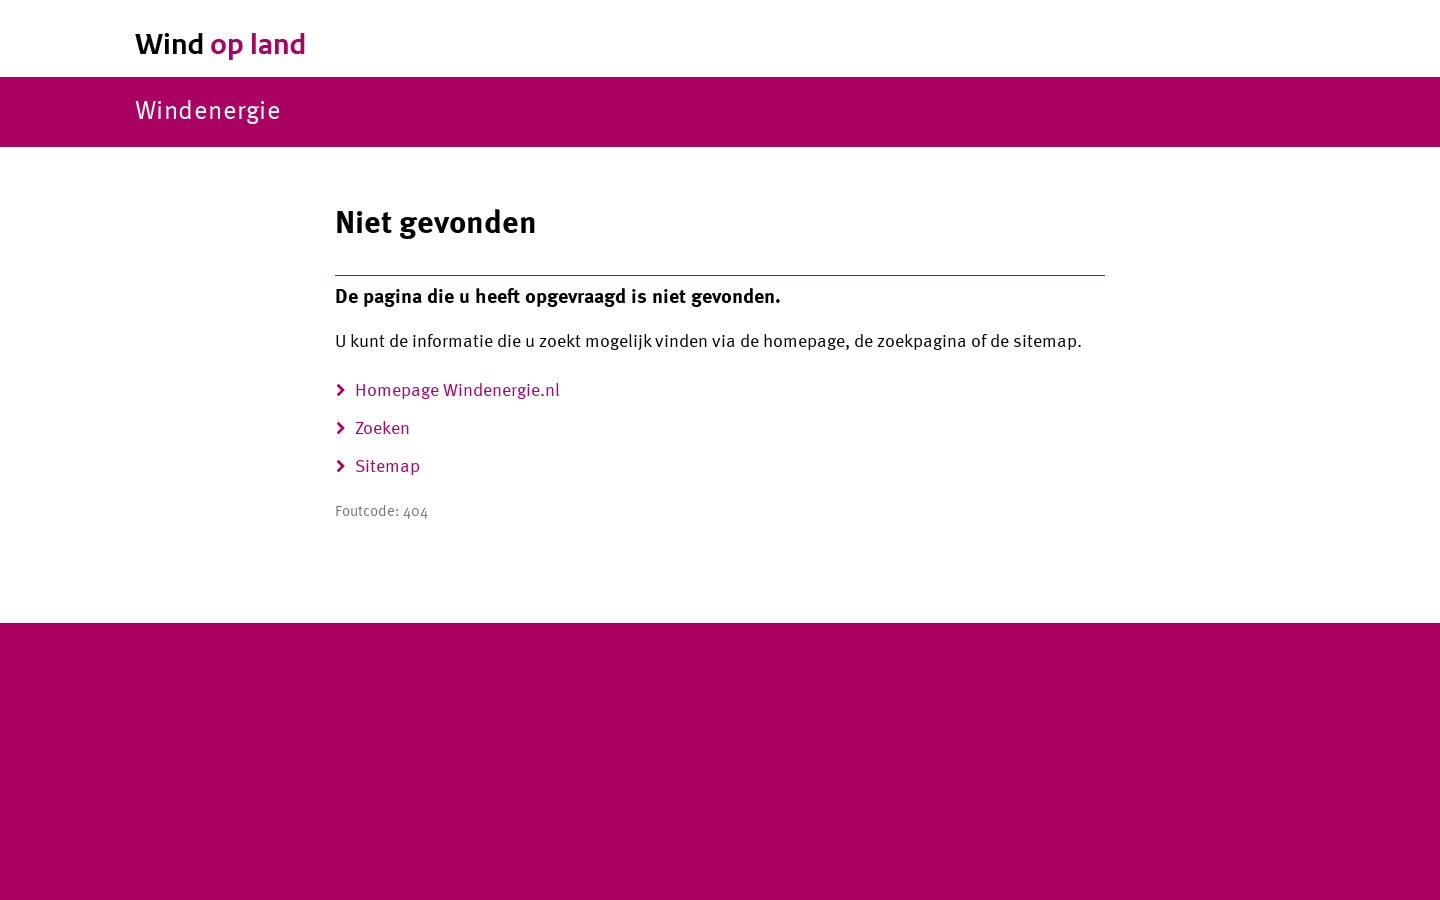 Wind op land
Windenergie
Niet gevonden
De pagina die u heeft opgevraagd is niet gevonden.
U kunt de informatie die u zoekt mogelijk vinden via de homepage, de zoekpagina of de sitemap.
Homepage Windenergie.nl
Zoeken
Sitemap
Foutcode: 404